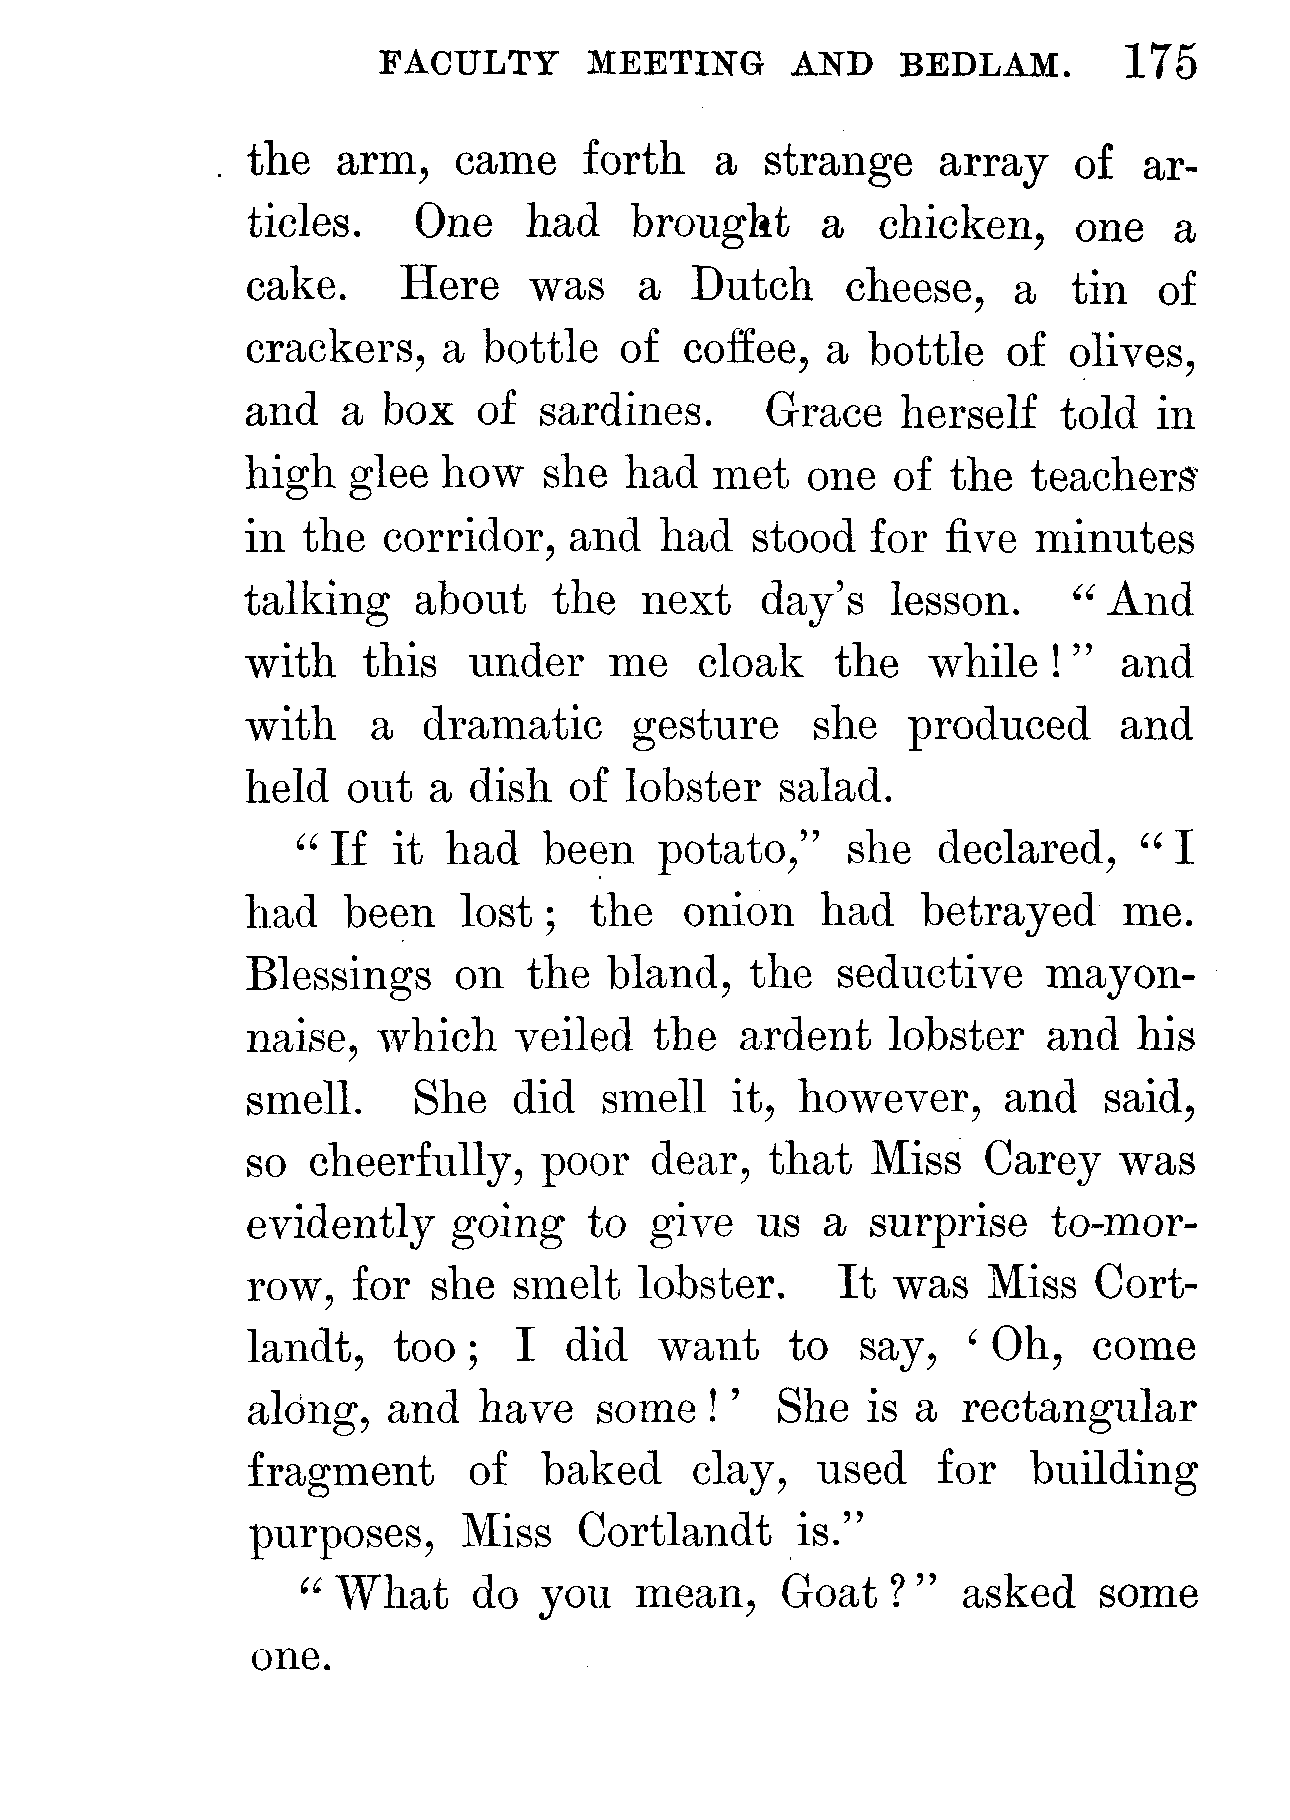 FACULTY MEETING AND BEDLAM. 175
the arm, came forth a strange array of ar-
ticles. One had brought a chicken, one a
cake. Here was a Dutch cheese, a tin of
crackers, a bottle of coffee, a bottle of olives,
and a box of sardines. Grace herself told in
high glee how she had met one of the teachers
in the corridor, and had stood for five minutes
talking about the next day's lesson. "And
with this under me cloak the while!" and
with a dramatic gesture she produced and
held out a dish of lobster salad.
"If it had been potato," she declared, "I
had been lost; the onion had betrayed me.
Blessings on the bland, the seductive mayon-
naise, which veiled the ardent lobster and his
smell. She did smell it, however, and said,
so cheerfully, poor dear, that Miss Carey was
evidently going to give us a surprise to-mor-
row, for she smelt lobster. It was Miss Cort-
landt, too; I did want to say, 'Oh, come
along, and have some!' She is a rectangular
fragment of baked clay, used for building
purposes, Miss Cortlandt is."
"What do you mean, Goat?" asked some
one.